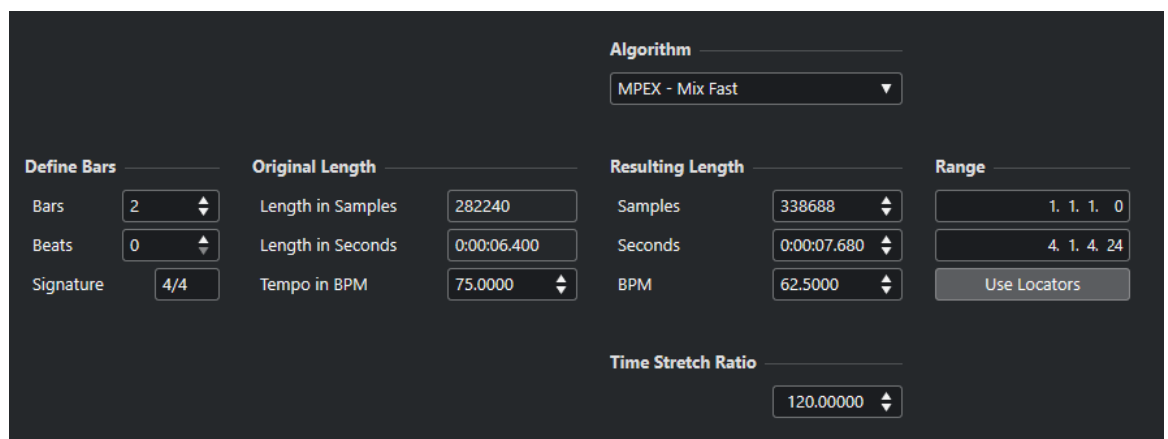 Algorithm
MPEX - Mix Fast
Define Bars Original Length Resulting Length Range
Bars 2 Length in Samples 282240 Samples 338688 1. 1. 1. 0
Beats 0 Length in Seconds 0:00:06.400 Seconds 0:00:07.680 4. 1. 4. 24
Signature 4/4 Tempo in BPM 75.0000 BPM 62.5000 Use Locators
Time Stretch Ratio
120.00000